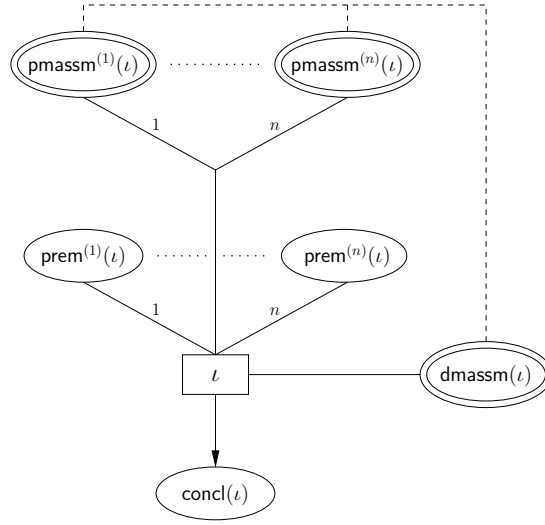 pmassm⁽¹⁾(ι) pmassm⁽ⁿ⁾(ι)
1 n
prem⁽¹⁾(ι) prem⁽ⁿ⁾(ι)
1 n
ι dmassm(ι)
concl(ι)